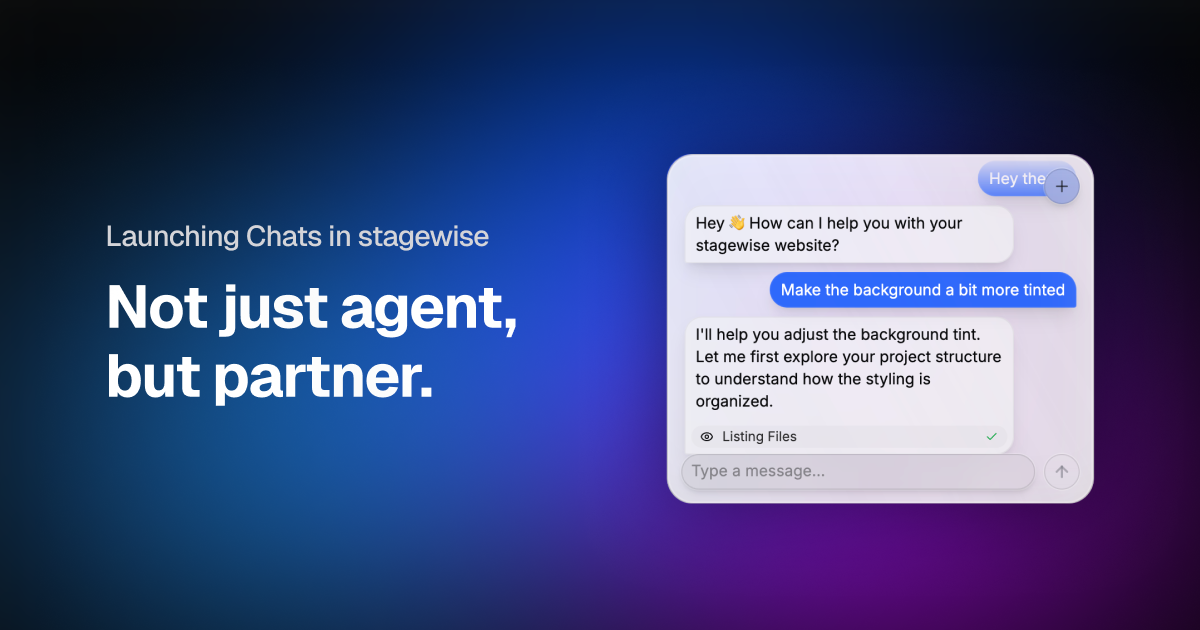 Launching Chats in stagewise
Not just agent,
but partner.
Hey the
Hey 👋 How can I help you with your
stagewise website?
Make the background a bit more tinted
I'll help you adjust the background tint.
Let me first explore your project structure
to understand how the styling is
organized.
Listing Files
Type a message...